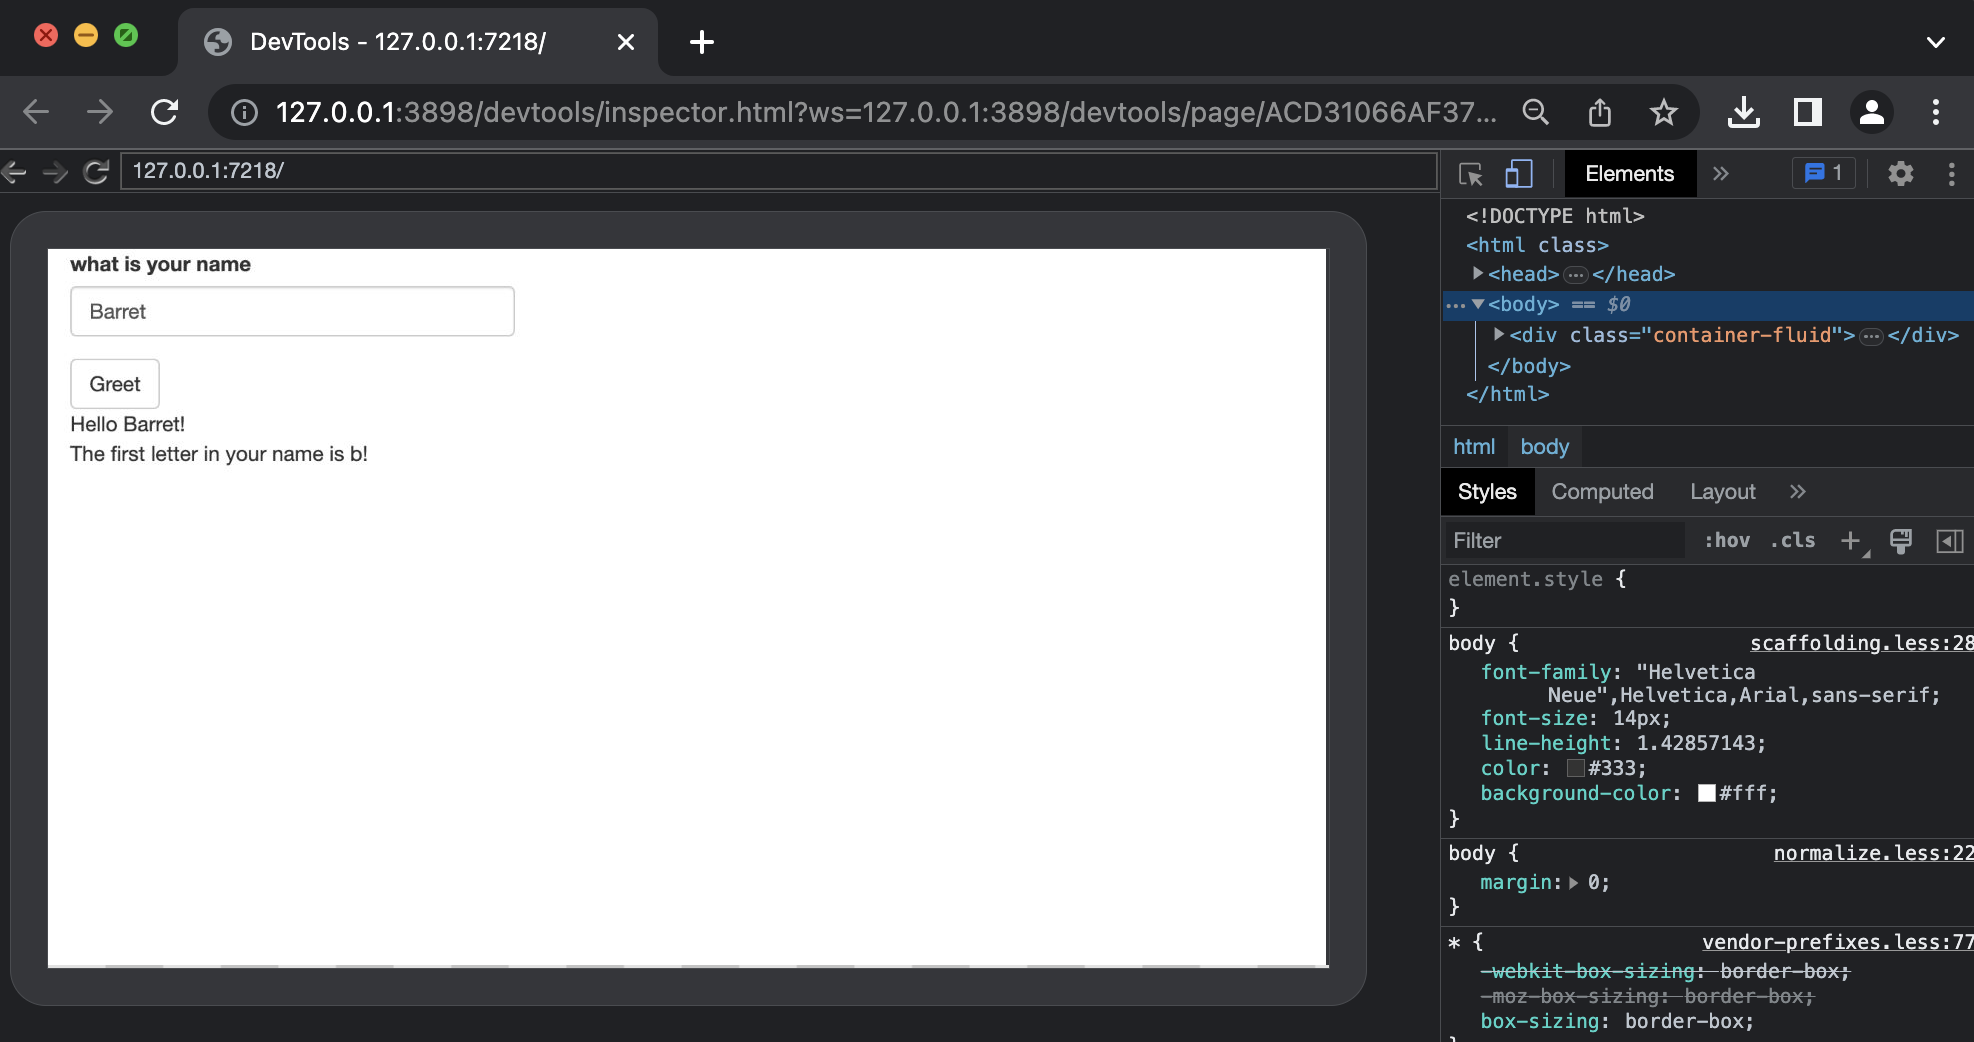 DevTools - 127.0.0.1:7218/
127.0.0.1:3898/devtools/inspector.html?ws=127.0.0.1:3898/devtools/page/ACD31066AF37...
127.0.0.1:7218/
what is your name
Barret
Greet
Hello Barret!
The first letter in your name is b!
Elements » 1
<!DOCTYPE html>
<html class>
<head>…</head>
… <body> == $0
<div class="container-fluid">…</div>
</body>
</html>
html body
Styles Computed Layout »
Filter :hov .cls +
element.style {
}
body { scaffolding.less:28
font-family: "Helvetica
Neue",Helvetica,Arial,sans-serif;
font-size: 14px;
line-height: 1.42857143;
color: #333;
background-color: #fff;
}
body { normalize.less:22
margin: 0;
}
* { vendor-prefixes.less:77
-webkit-box-sizing: border-box;
-moz-box-sizing: border-box;
box-sizing: border-box;
}